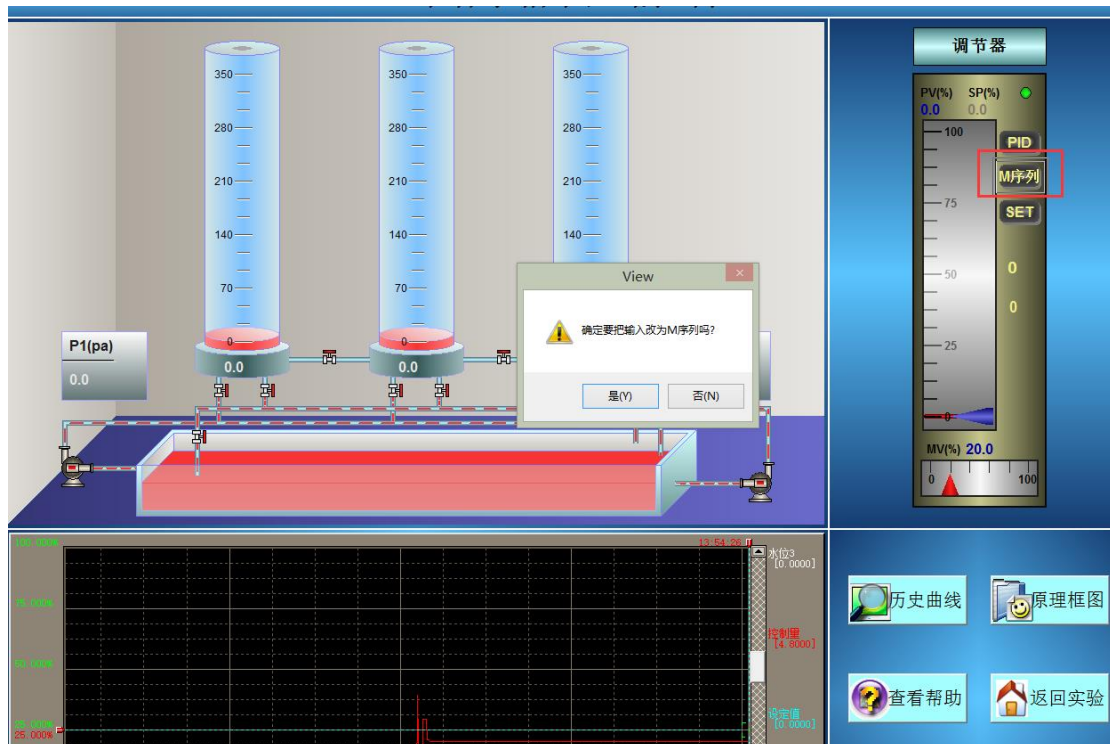 350
280
210
140
70
0
0.0
350
280
210
140
70
0
0.0
350
280
210
140
P1(pa)
0.0
View
确定要把输入改为M序列吗?
是(Y)
否(N)
调节器
PV(%) SP(%)
0.0 0.0
100
75
50
25
0
PID
M序列
SET
0
0
MV(%) 20.0
0 100
100.000%
75.000%
50.000%
25.000%
25.000%
13:54:26
水位3
[0.0000]
控制量
[4.8000]
设定值
[0.0000]
历史曲线
原理框图
查看帮助
返回实验